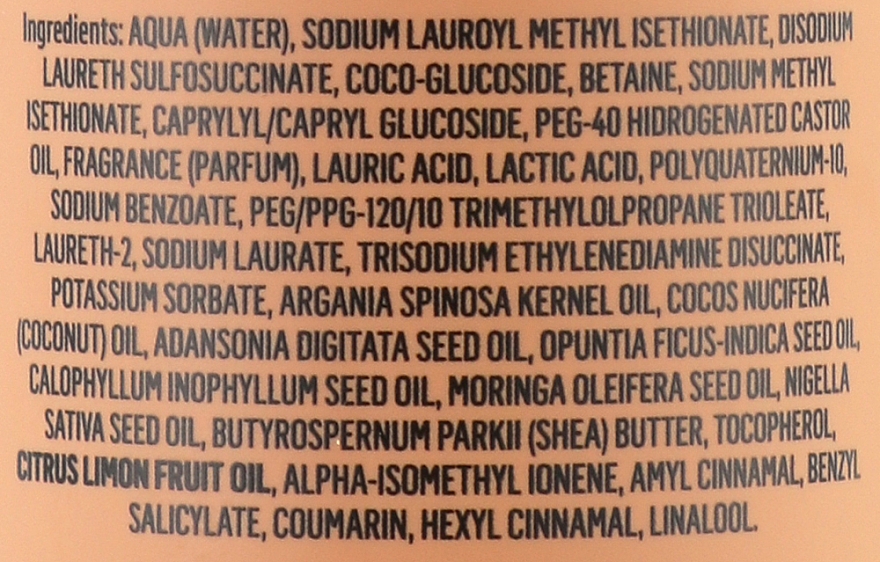 Ingredients: AQUA (WATER), SODIUM LAUROYL METHYL ISETHIONATE, DISODIUM
LAURETH SULFOSUCCINATE, COCO-GLUCOSIDE, BETAINE, SODIUM METHYL
ISETHIONATE, CAPRYLYL/CAPRYL GLUCOSIDE, PEG-40 HIDROGENATED CASTOR
OIL, FRAGRANCE (PARFUM), LAURIC ACID, LACTIC ACID, POLYQUATERNIUM-10,
SODIUM BENZOATE, PEG/PPG-120/10 TRIMETHYLOLPROPANE TRIOLEATE,
LAURETH-2, SODIUM LAURATE, TRISODIUM ETHYLENEDIAMINE DISUCCINATE,
POTASSIUM SORBATE, ARGANIA SPINOSA KERNEL OIL, COCOS NUCIFERA
(COCONUT) OIL, ADANSONIA DIGITATA SEED OIL, OPUNTIA FICUS-INDICA SEED OIL,
CALOPHYLLUM INOPHYLLUM SEED OIL, MORINGA OLEIFERA SEED OIL, NIGELLA
SATIVA SEED OIL, BUTYROSPERNUM PARKII (SHEA) BUTTER, TOCOPHEROL,
CITRUS LIMON FRUIT OIL, ALPHA-ISOMETHYL IONENE, AMYL CINNAMAL, BENZYL
SALICYLATE, COUMARIN, HEXYL CINNAMAL, LINALOOL.